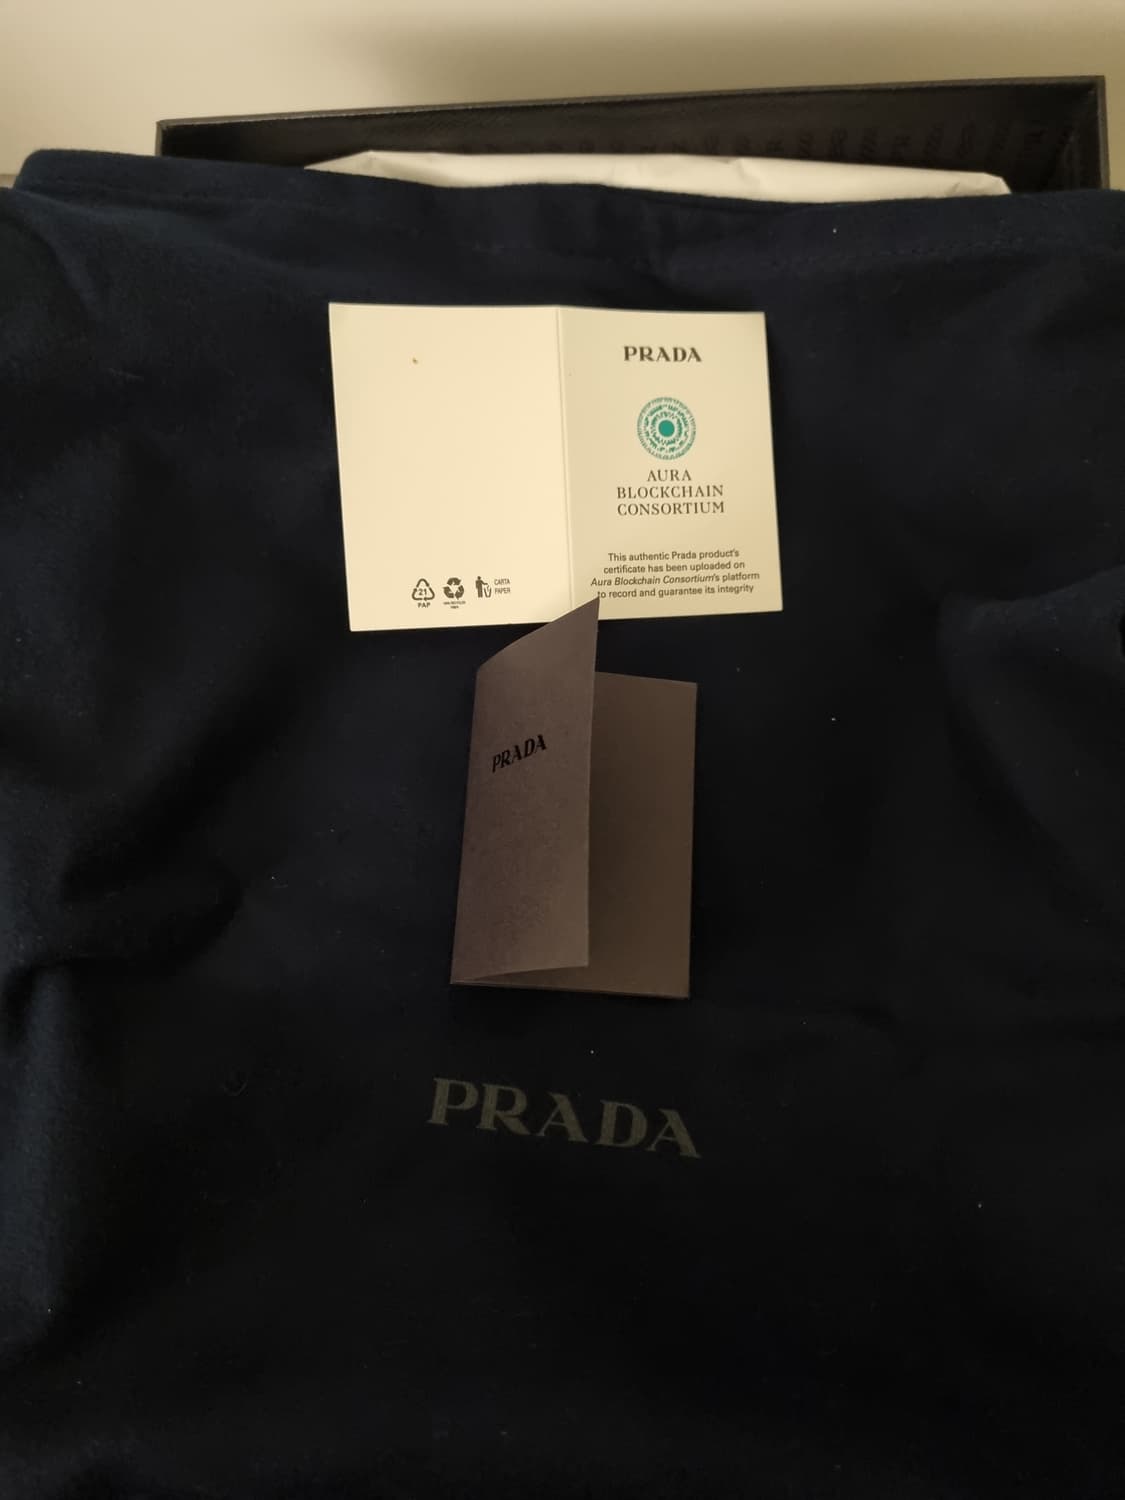 PRADA
AURA
BLOCKCHAIN
CONSORTIUM
This authentic Prada product's
certificate has been uploaded on
Aura Blockchain Consortium's platform
to record and guarantee its integrity
21
PAP
CARTA
PAPER
PRADA
PRADA